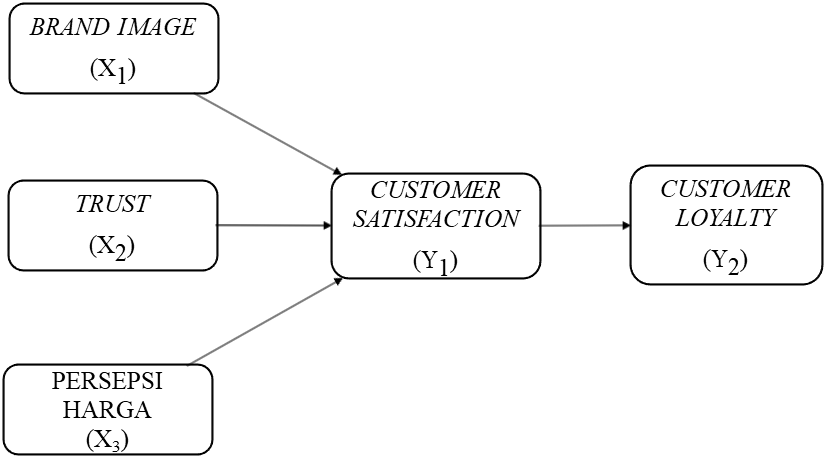 BRAND IMAGE
(X1)
TRUST
(X2)
PERSEPSI
HARGA
(X3)
CUSTOMER
SATISFACTION
(Y1)
CUSTOMER
LOYALTY
(Y2)